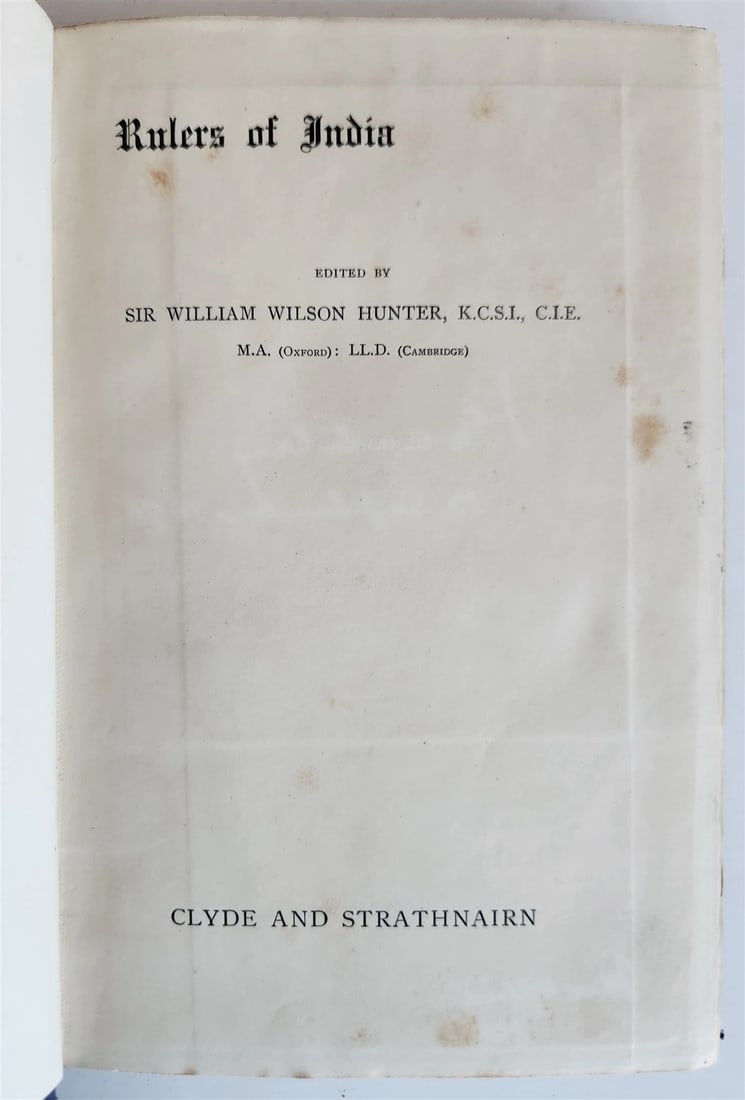 Rulers of India
EDITED BY
SIR WILLIAM WILSON HUNTER, K.C.S.I., C.I.E.
M.A. (OXFORD): LL.D. (CAMBRIDGE)
CLYDE AND STRATHNAIRN